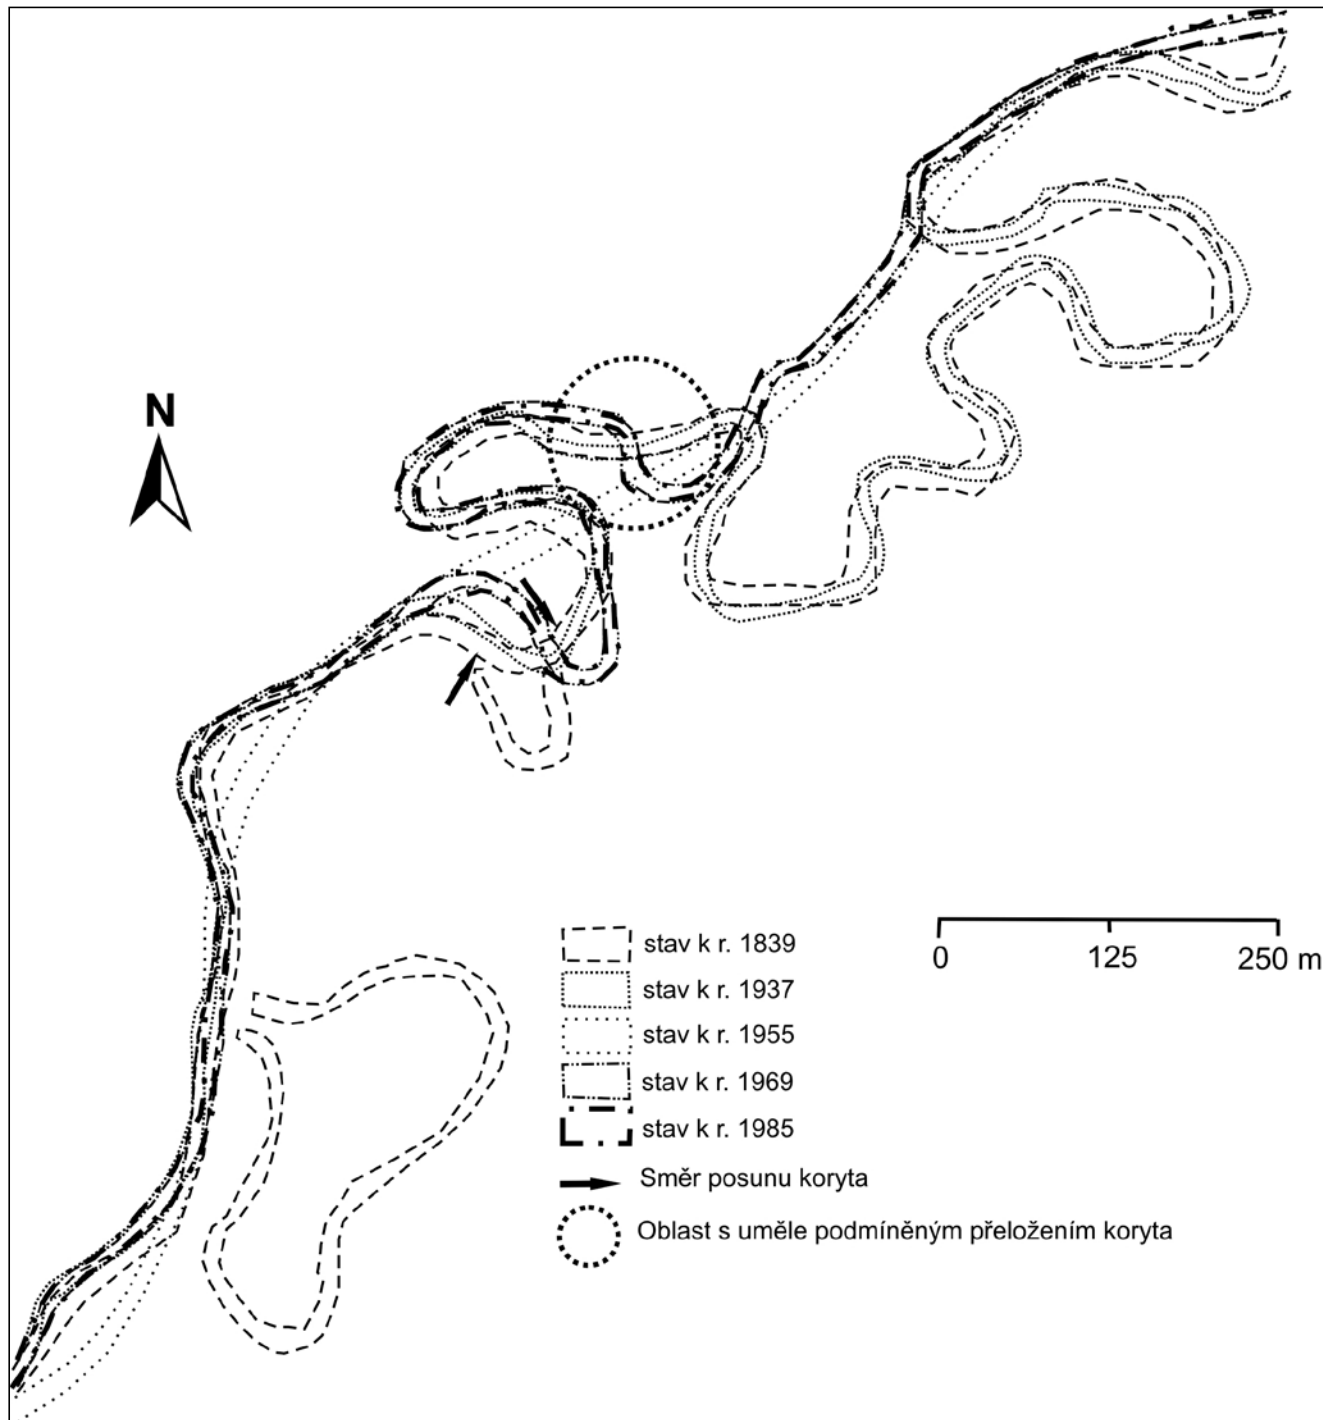 N
stav k r. 1839
stav k r. 1937
stav k r. 1955
stav k r. 1969
stav k r. 1985
Směr posunu koryta
Oblast s uměle podmíněným přeložením koryta
0 125 250 m